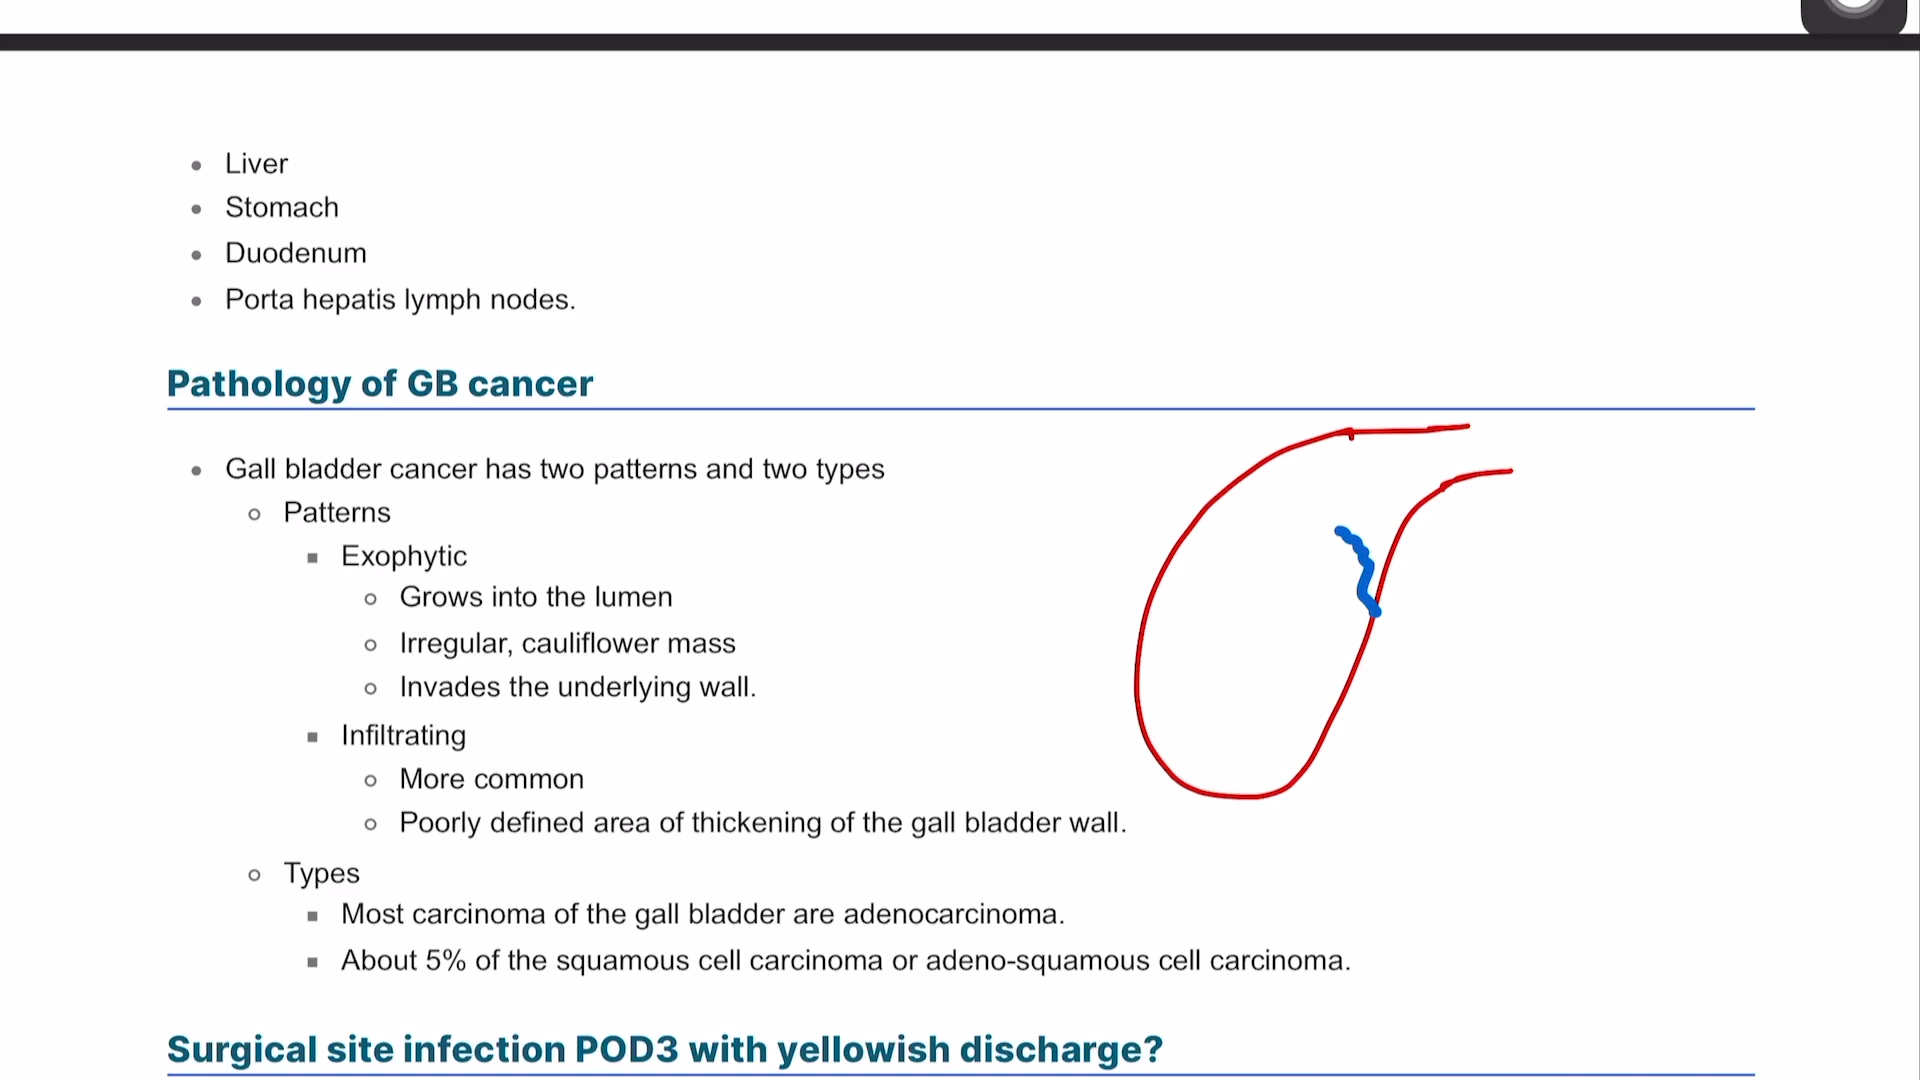 Liver
Stomach
Duodenum
Porta hepatis lymph nodes.
Pathology of GB cancer
Gall bladder cancer has two patterns and two types
Patterns
Exophytic
Grows into the lumen
Irregular, cauliflower mass
Invades the underlying wall.
Infiltrating
More common
Poorly defined area of thickening of the gall bladder wall.
Types
Most carcinoma of the gall bladder are adenocarcinoma.
About 5% of the squamous cell carcinoma or adeno-squamous cell carcinoma.
Surgical site infection POD3 with yellowish discharge?